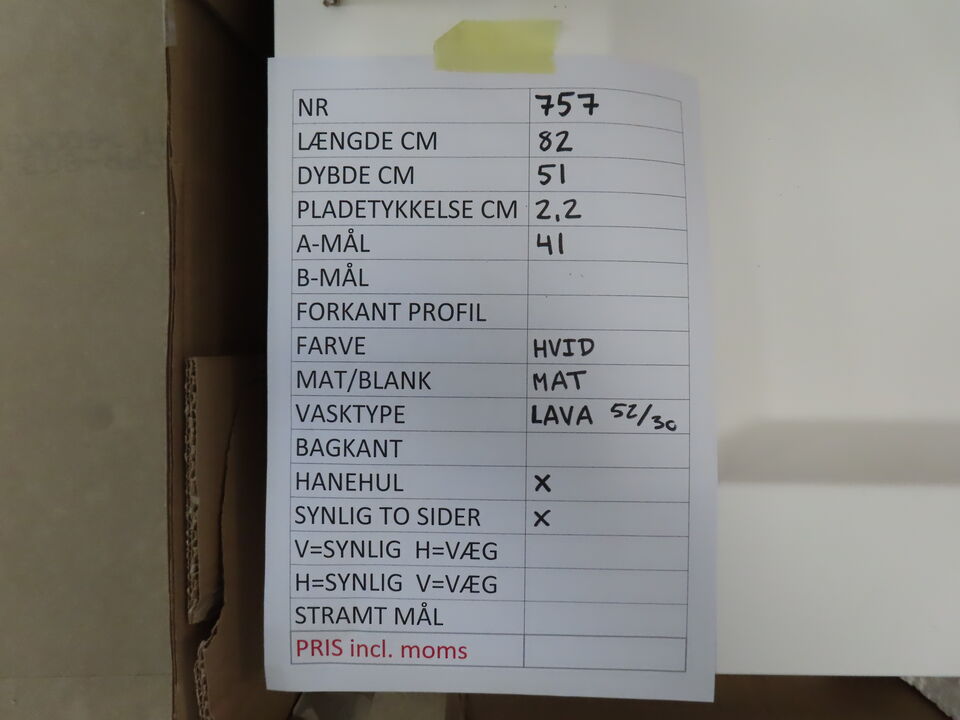 NR 757
LÆNGDE CM 82
DYBDE CM 51
PLADETYKKELSE CM 2,2
A-MÅL 41
B-MÅL
FORKANT PROFIL
FARVE HVID
MAT/BLANK MAT
VASKTYPE LAVA 52/30
BAGKANT
HANEHUL X
SYNLIG TO SIDER X
V=SYNLIG H=VÆG
H=SYNLIG V=VÆG
STRAMT MÅL
PRIS incl. moms